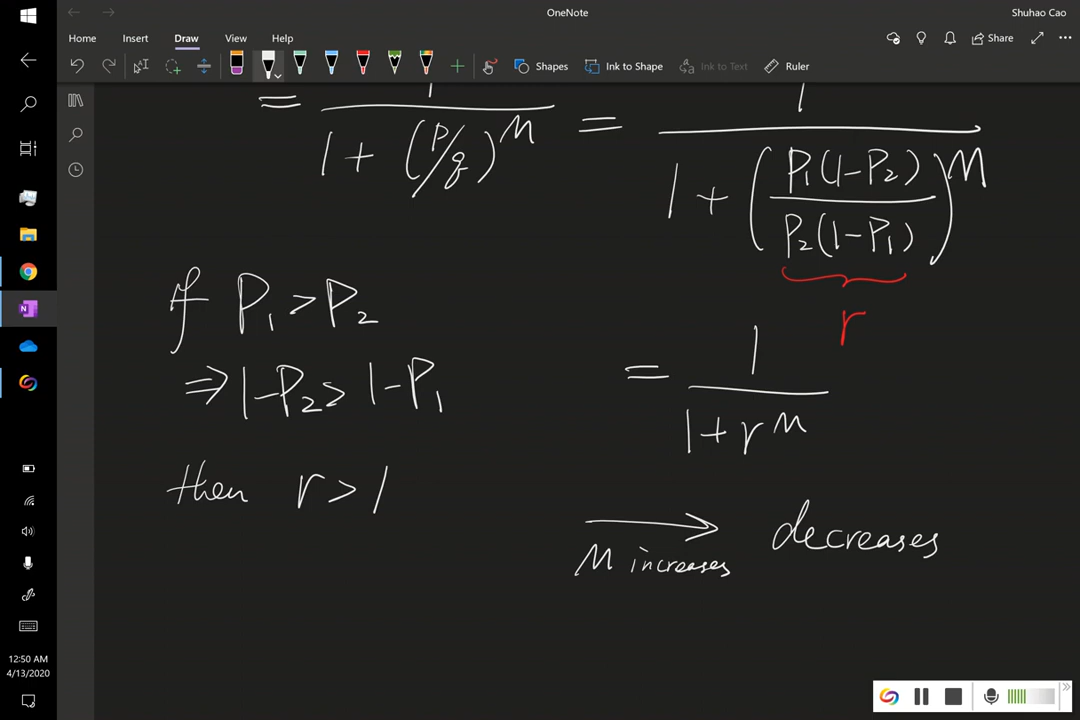 OneNote
Shuhao Cao
Home Insert Draw View Help
Share
Shapes
Ink to Shape
Ink to Text
Ruler
= 1/(1 + (p/q)^M) = 1/(1 + (P₁(1-P₂)/P₂(1-P₁))^M)
r
If P₁ > P₂
⇒ 1-P₂ > 1-P₁
= 1/(1+r^M)
then r > 1
M increases
decreases
12:50 AM
4/13/2020